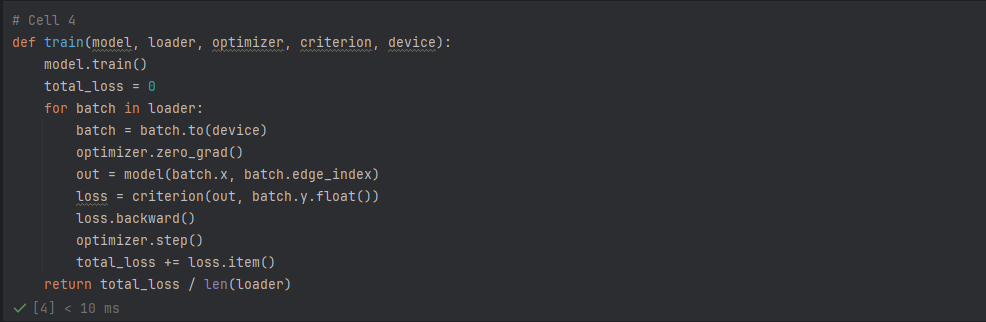 # Cell 4
def train(model, loader, optimizer, criterion, device):
    model.train()
    total_loss = 0
    for batch in loader:
        batch = batch.to(device)
        optimizer.zero_grad()
        out = model(batch.x, batch.edge_index)
        loss = criterion(out, batch.y.float())
        loss.backward()
        optimizer.step()
        total_loss += loss.item()
    return total_loss / len(loader)
[4] < 10 ms